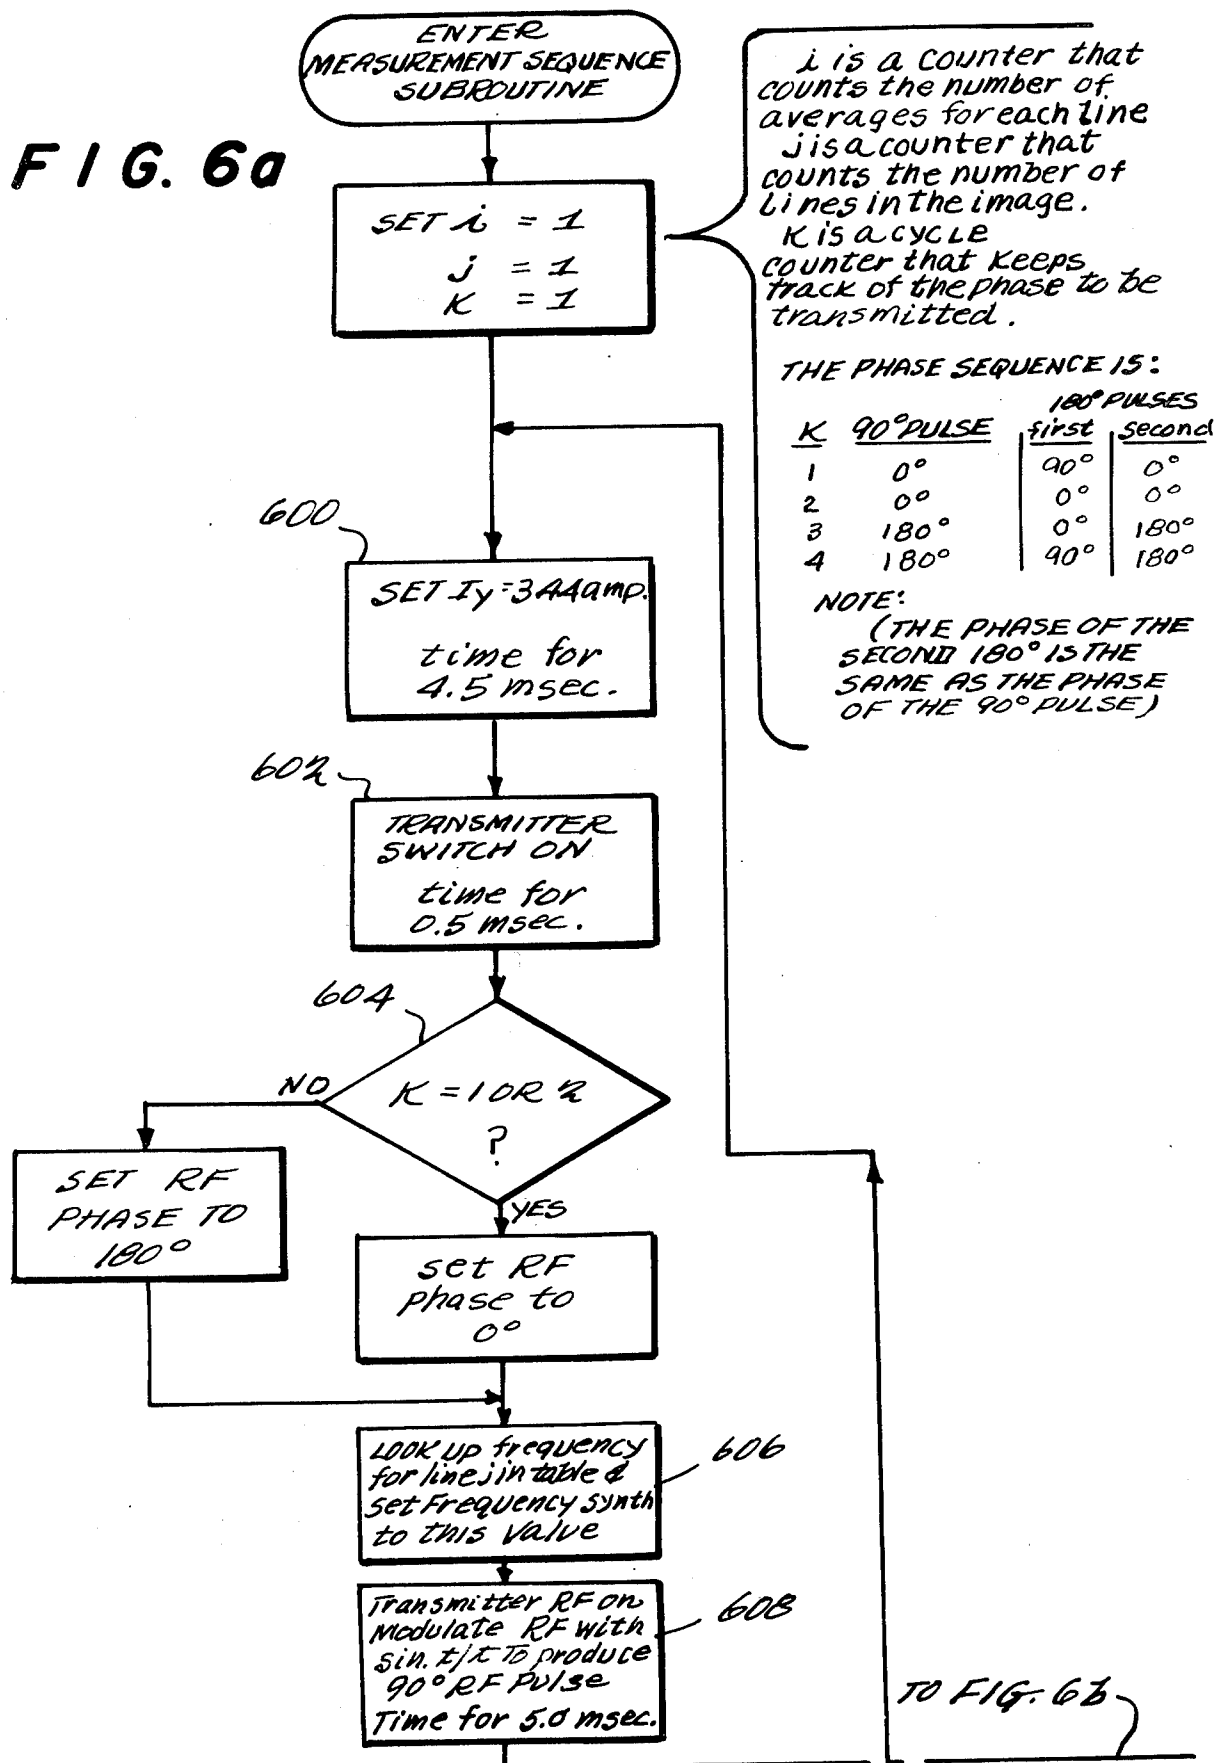 ENTER
MEASUREMENT SEQUENCE
SUBROUTINE
FIG. 6a
SET i = 1
j = 1
K = 1
i is a counter that
counts the number of
averages for each line
j is a counter that
counts the number of
Lines in the image.
K is a cycle
counter that keeps
track of the phase to be
transmitted.
THE PHASE SEQUENCE IS:
180° PULSES
K 90° PULSE first second
1 0° 90° 0°
2 0° 0° 0°
3 180° 0° 180°
4 180° 90° 180°
NOTE:
(THE PHASE OF THE
SECOND 180° IS THE
SAME AS THE PHASE
OF THE 90° PULSE)
600
SET Iy = 344amp.
time for
4.5 msec.
602
TRANSMITTER
SWITCH ON
time for
0.5 msec.
604
K = 1 OR 2
?
NO
YES
SET RF
PHASE TO
180°
set RF
phase to
0°
606
LOOK UP frequency
for line j in table &
set Frequency synth
to this value
608
Transmitter RF on
Modulate RF with
sin. t/t To produce
90° RF Pulse
Time for 5.0 msec.
TO FIG. 6b